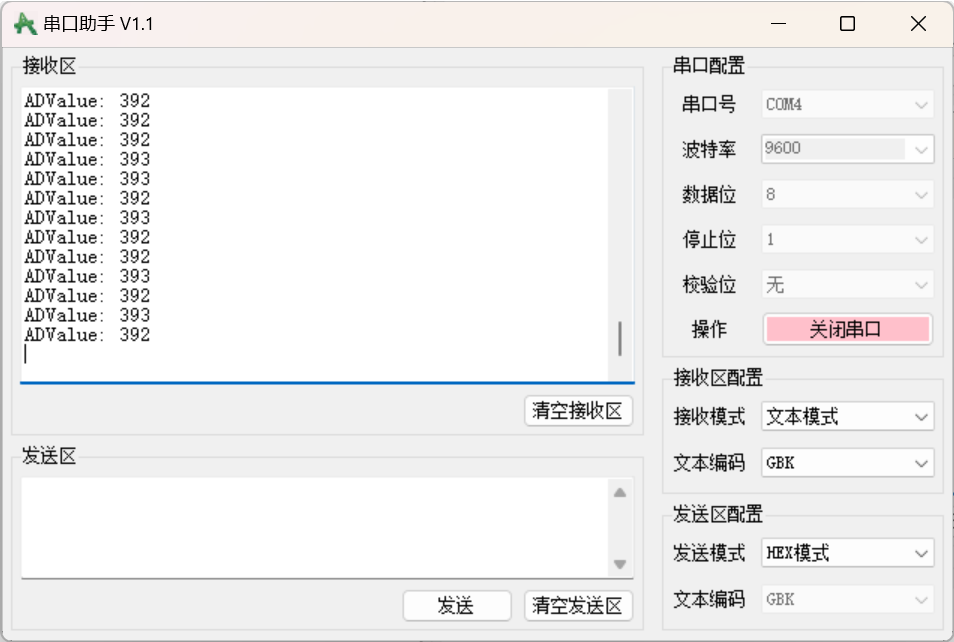 串口助手 V1.1
接收区
ADValue: 392
ADValue: 392
ADValue: 392
ADValue: 393
ADValue: 393
ADValue: 392
ADValue: 393
ADValue: 392
ADValue: 392
ADValue: 393
ADValue: 392
ADValue: 393
ADValue: 392
清空接收区
发送区
发送
清空发送区
串口配置
串口号 COM4
波特率 9600
数据位 8
停止位 1
校验位 无
操作 关闭串口
接收区配置
接收模式 文本模式
文本编码 GBK
发送区配置
发送模式 HEX模式
文本编码 GBK